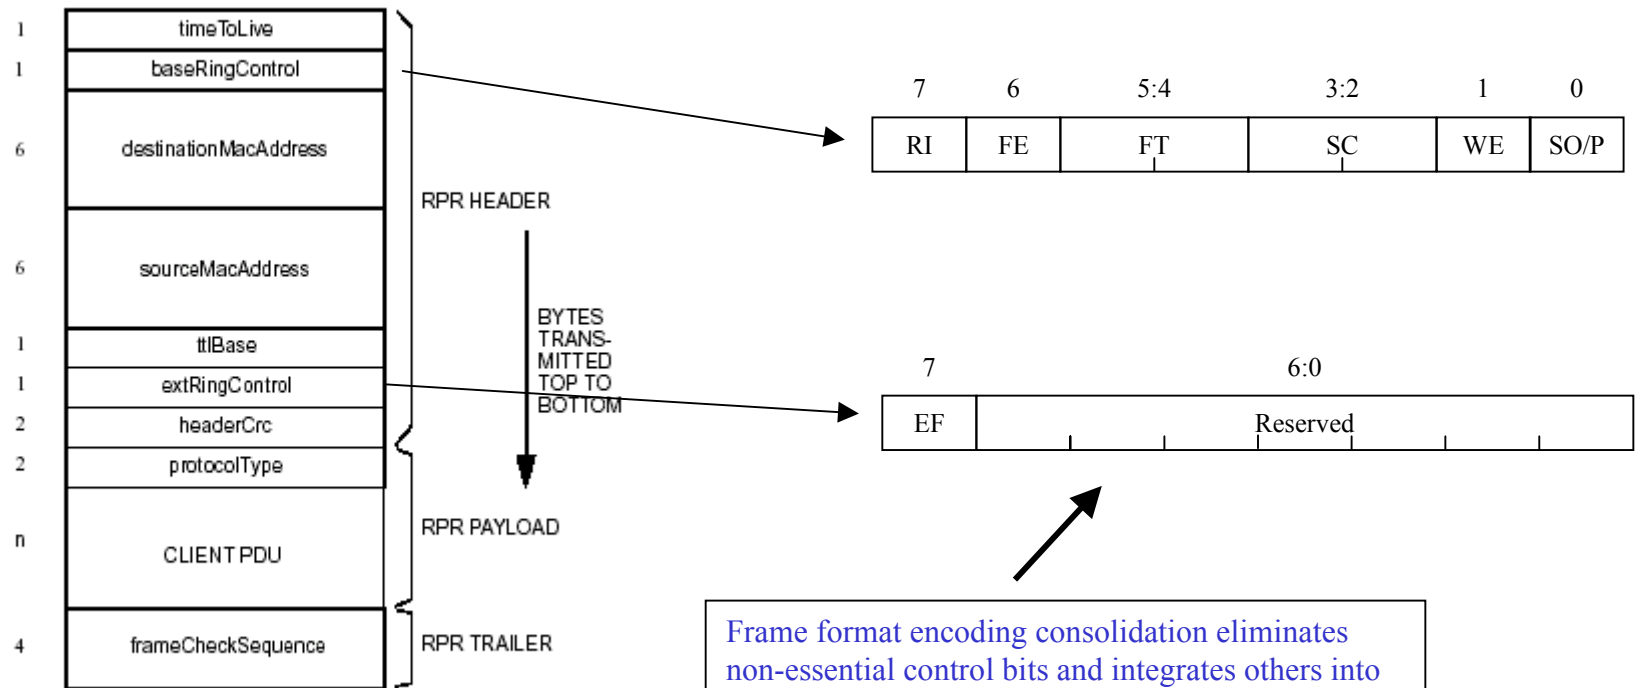 1 timeToLive
1 baseRingControl
6 destinationMacAddress
6 sourceMacAddress
1 ttlBase
1 extRingControl
2 headerCrc
2 protocolType
n CLIENT PDU
4 frameCheckSequence
RPR HEADER
BYTES
TRANS-
MITTED
TOP TO
BOTTOM
RPR PAYLOAD
RPR TRAILER
7 6 5:4 3:2 1 0
RI FE FT SC WE SO/P
7 6:0
EF Reserved
Frame format encoding consolidation eliminates
non-essential control bits and integrates others into